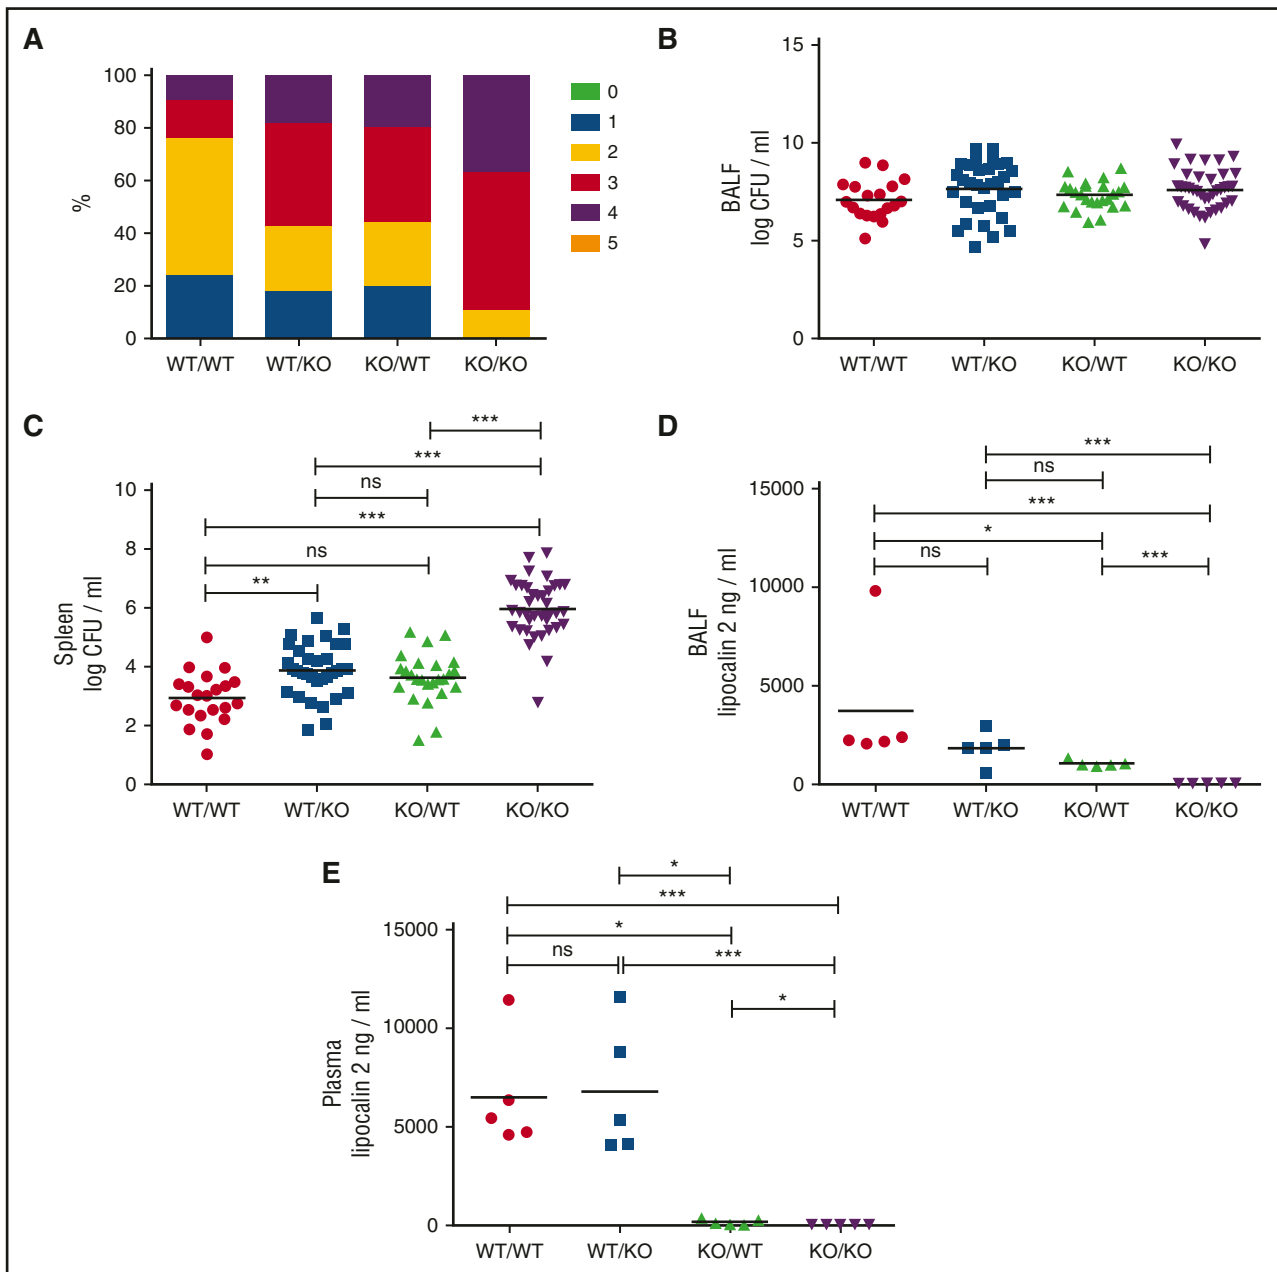 A
100
80
60
40
20
0
%
WT/WT WT/KO KO/WT KO/KO
0
1
2
3
4
5
B
15
10
5
0
BALF
log CFU / ml
WT/WT WT/KO KO/WT KO/KO
C
***
***
ns
***
ns
**
10
8
6
4
2
0
Spleen
log CFU / ml
WT/WT WT/KO KO/WT KO/KO
D
***
ns
***
*
ns ***
15000
10000
5000
0
BALF
lipocalin 2 ng / ml
WT/WT WT/KO KO/WT KO/KO
E
*
***
*
ns ***
*
15000
10000
5000
0
Plasma
lipocalin 2 ng / ml
WT/WT WT/KO KO/WT KO/KO